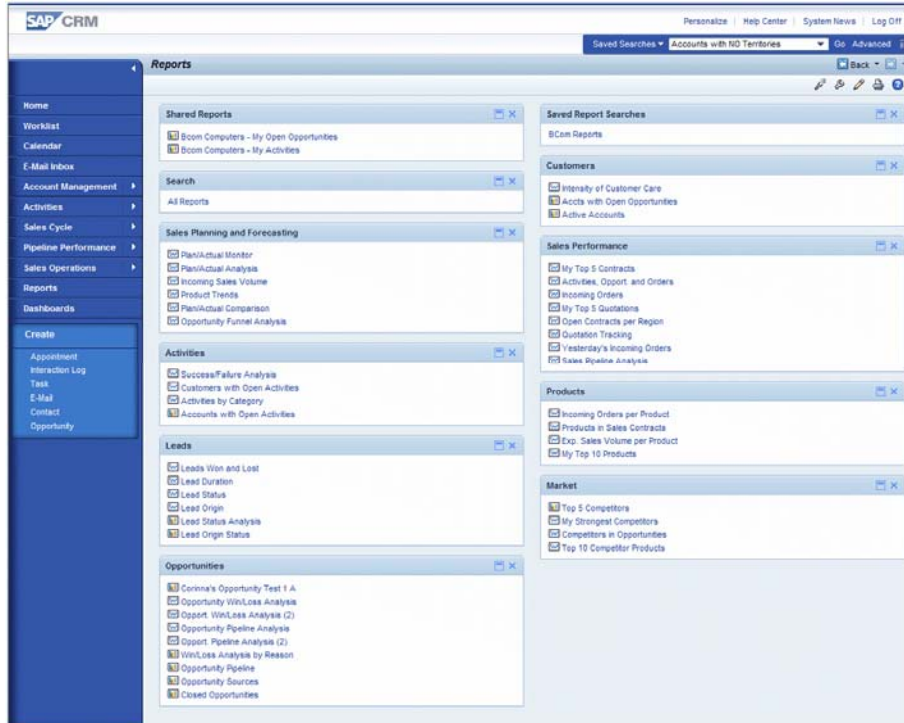 SAP CRM
Personalize | Help Center | System News | Log Off
Saved Searches Accounts with NO Territories Go Advanced
Reports
Back
Home
Worklist
Calendar
E-Mail Inbox
Account Management
Activities
Sales Cycle
Pipeline Performance
Sales Operations
Reports
Dashboards
Create
Appointment
Interaction Log
Task
E-Mail
Contact
Opportunity
Shared Reports
Bcom Computers - My Open Opportunities
Bcom Computers - My Activities
Search
All Reports
Sales Planning and Forecasting
Plan/Actual Monitor
Plan/Actual Analysis
Incoming Sales Volume
Product Trends
Plan/Actual Comparison
Opportunity Funnel Analysis
Activities
Success/Failure Analysis
Customers with Open Activities
Activities by Category
Accounts with Open Activities
Leads
Leads Won and Lost
Lead Duration
Lead Status
Lead Origin
Lead Status Analysis
Lead Origin Status
Opportunities
Corinna's Opportunity Test 1 A
Opportunity Win/Loss Analysis
Opport. Win/Loss Analysis (2)
Opportunity Pipeline Analysis
Opport. Pipeline Analysis (2)
Win/Loss Analysis by Reason
Opportunity Pipeline
Opportunity Sources
Closed Opportunities
Saved Report Searches
BCom Reports
Customers
Intensity of Customer Care
Accts with Open Opportunities
Active Accounts
Sales Performance
My Top 5 Contracts
Activities, Opport. and Orders
Incoming Orders
My Top 5 Quotations
Open Contracts per Region
Quotation Tracking
Yesterday's Incoming Orders
Sales Pipeline Analysis
Products
Incoming Orders per Product
Products in Sales Contracts
Exp. Sales Volume per Product
My Top 10 Products
Market
Top 5 Competitors
My Strongest Competitors
Competitors in Opportunities
Top 10 Competitor Products